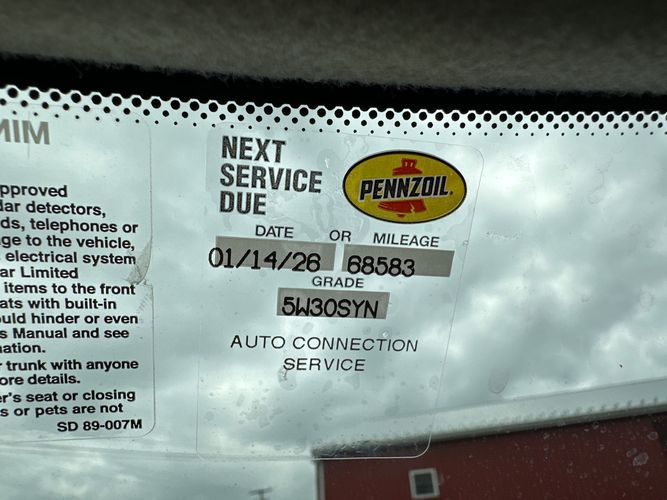 MIM
pproved
dar detectors,
ds, telephones or
ge to the vehicle,
electrical system
ar Limited
items to the front
ats with built-in
ould hinder or even
s Manual and see
ation.
r trunk with anyone
ore details.
er's seat or closing
s or pets are not
SD 89-007M
NEXT
SERVICE
DUE
PENNZOIL
DATE OR MILEAGE
01/14/26 68583
GRADE
5W30SYN
AUTO CONNECTION
SERVICE